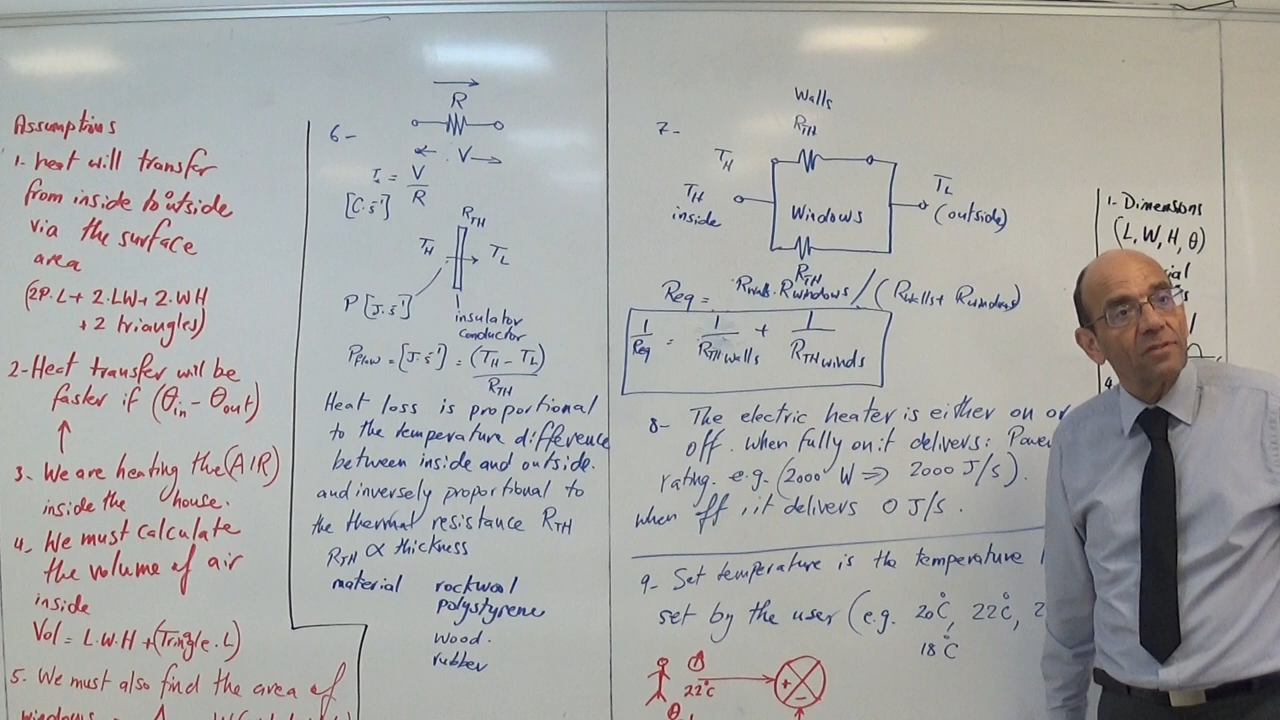 Assumptins
1- heat will transfer
from inside to outside
via the surface
area
(2P.L + 2.LW + 2.WH
+ 2 triangles)
2- Heat transfer will be
faster if (θin - θout)
3- We are heating the (AIR)
inside the house.
4- We must calculate
the volume of air
inside
Vol = L.W.H + (Tringle.L)
5. We must also find the area of
windows
6-
R
V
I = V/R
[C.s⁻¹]
RTH
TH TL
P [J.s⁻¹]
insulator
conductor
Pflow = [J.s⁻¹] = (TH - TL)/RTH
Heat loss is proportional
to the temperature difference
between inside and outside.
and inversely proportional to
the thermal resistance RTH
RTH ∝ thickness
material rockwool
polystyrene
wood.
rubber
7-
Walls
RTH
TH
TH
inside
TL
(outside)
Windows
RTH
Req = Rwalls.Rwindows / (Rwalls + Rwindows)
1/Req = 1/RTHwalls + 1/RTHwinds
8- The electric heater is either on or
off. when fully on it delivers: Power
rating. e.g. (2000 W ⇒ 2000 J/s).
when off, it delivers 0 J/s.
9- Set temperature is the temperature
set by the user (e.g. 20°C, 22°C, 2
18°C
22°C
+
-
1- Dimensions
(L, W, H, θ)